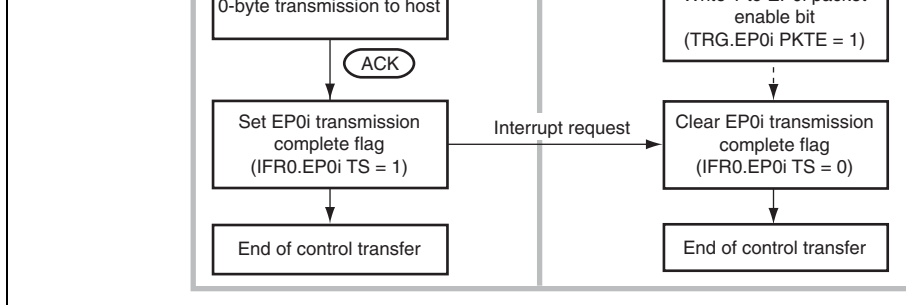 0-byte transmission to host
enable bit
(TRG.EP0i PKTE = 1)
ACK
Set EP0i transmission
complete flag
(IFR0.EP0i TS = 1)
Interrupt request
Clear EP0i transmission
complete flag
(IFR0.EP0i TS = 0)
End of control transfer
End of control transfer